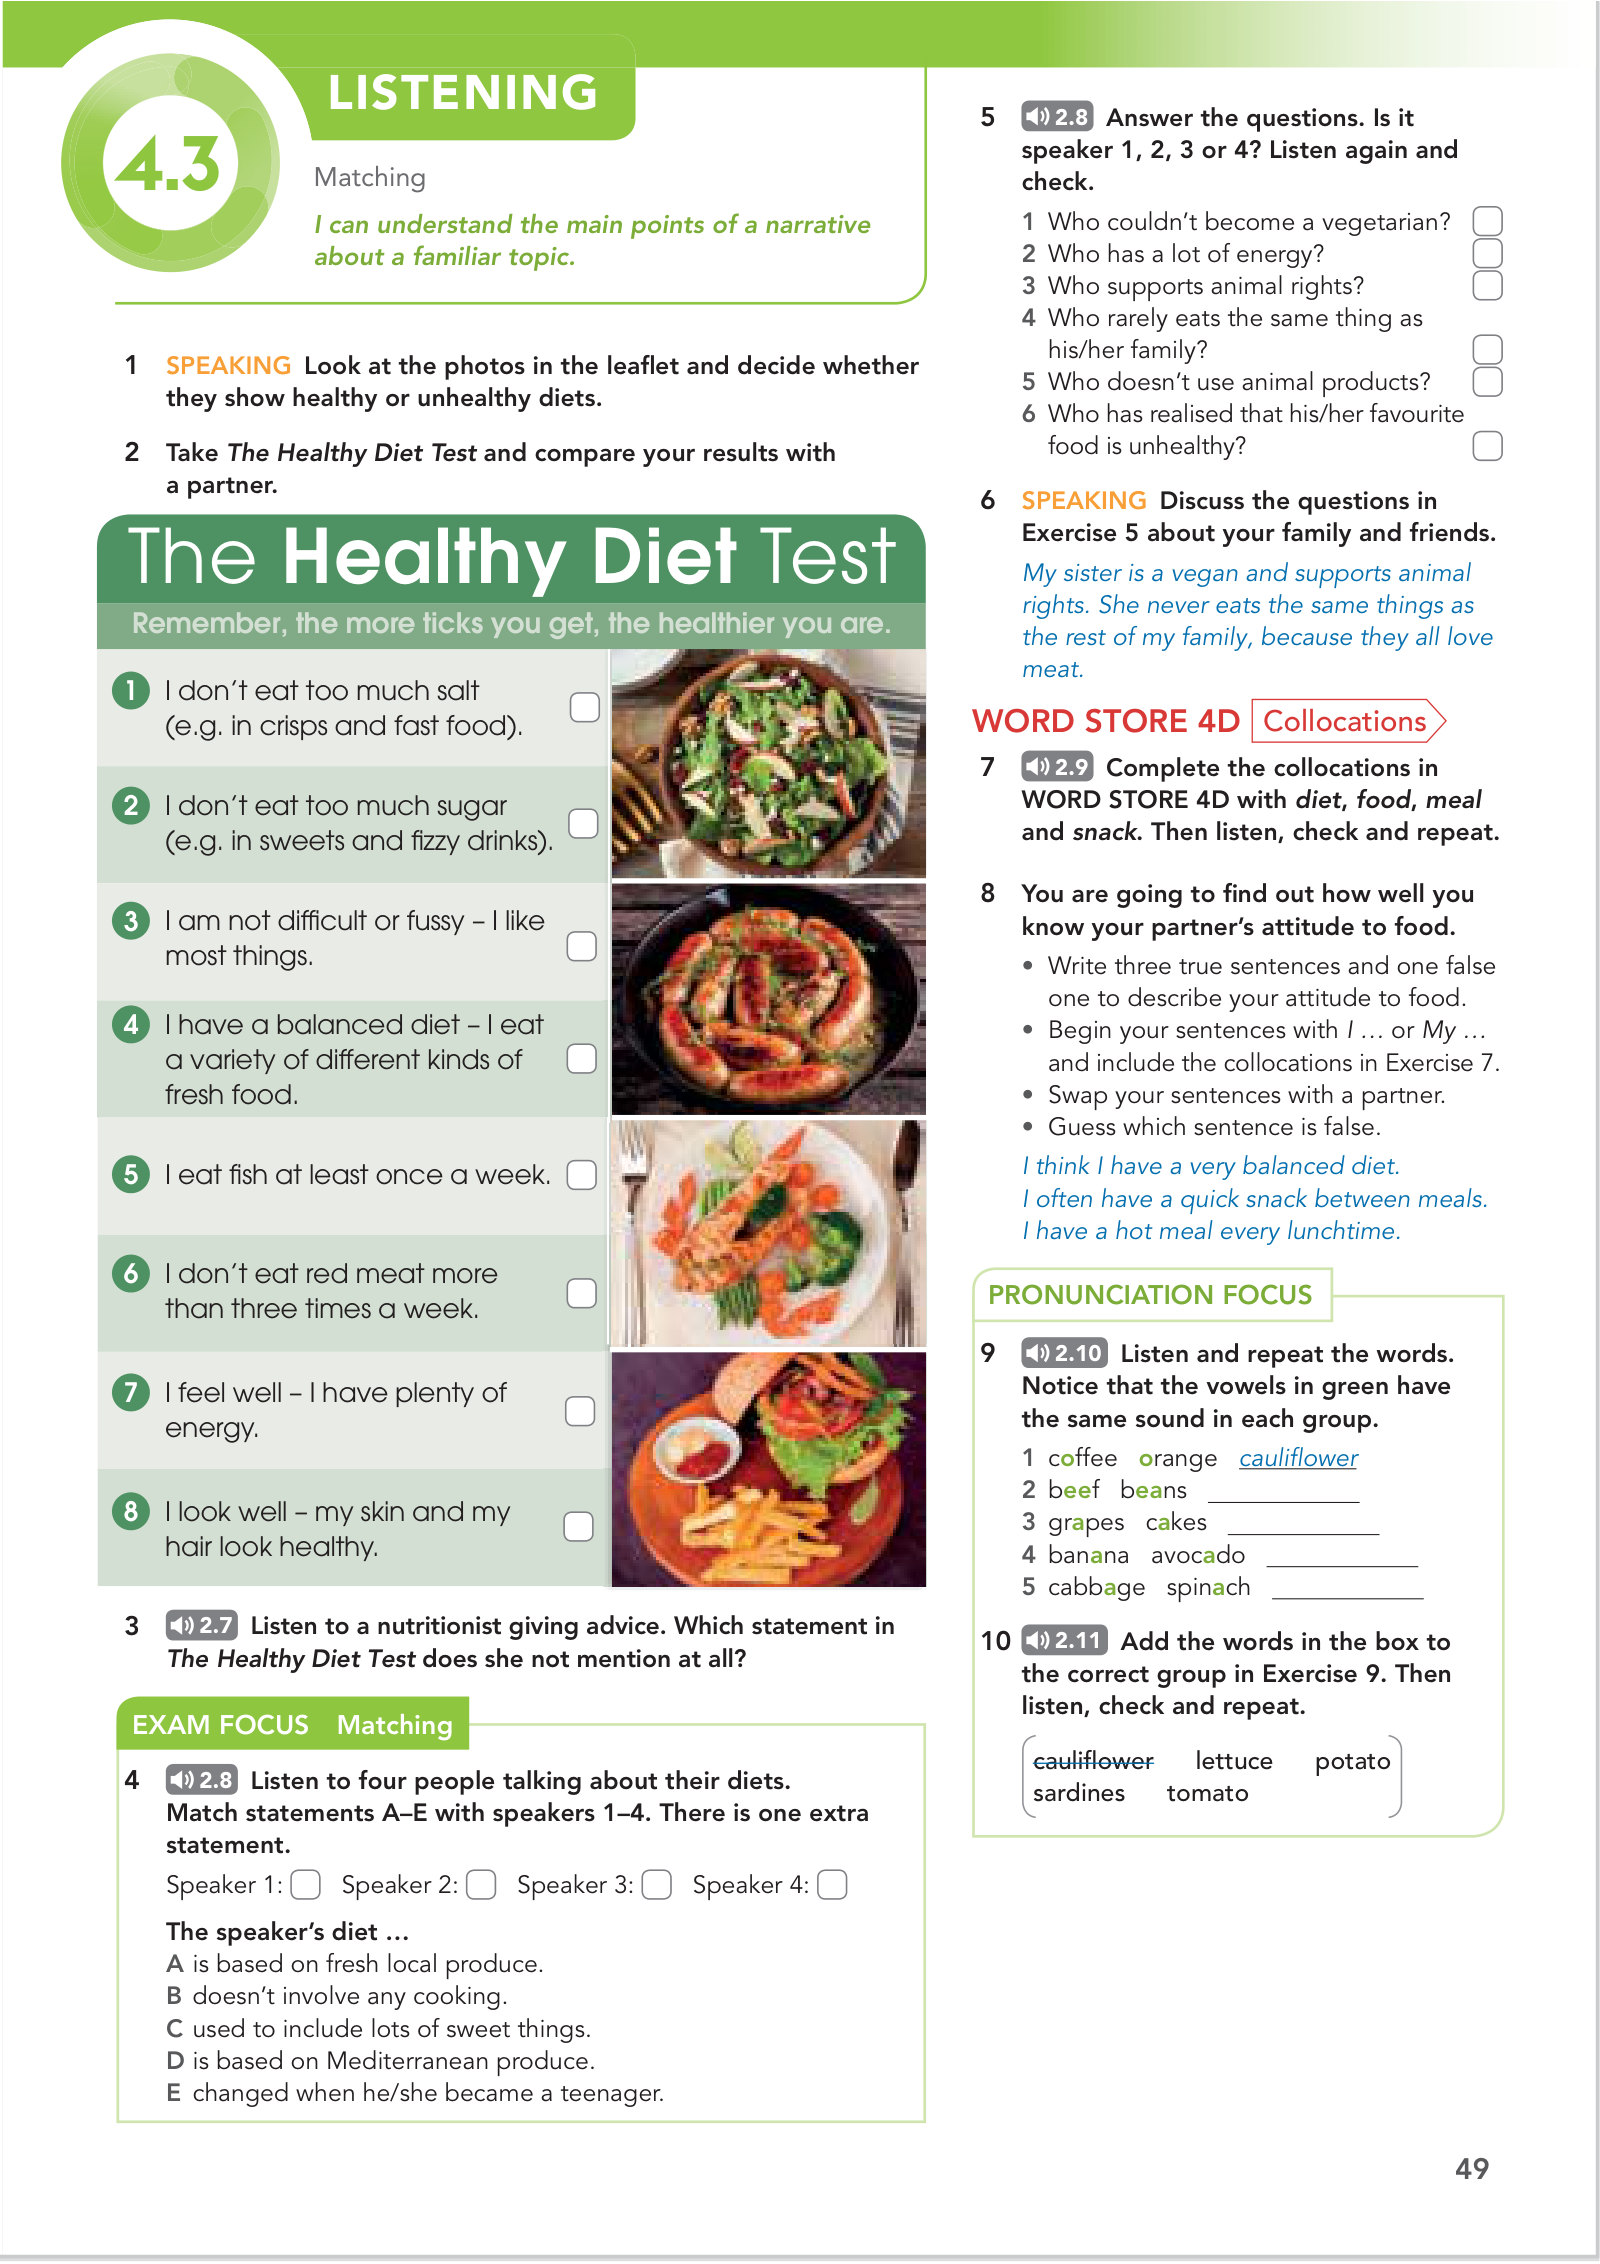 LISTENING
4.3
Matching
I can understand the main points of a narrative
about a familiar topic.
1 SPEAKING Look at the photos in the leaflet and decide whether
they show healthy or unhealthy diets.
2 Take The Healthy Diet Test and compare your results with
a partner.
The Healthy Diet Test
Remember, the more ticks you get, the healthier you are.
1 I don't eat too much salt
(e.g. in crisps and fast food).
2 I don't eat too much sugar
(e.g. in sweets and fizzy drinks).
3 I am not difficult or fussy – I like
most things.
4 I have a balanced diet – I eat
a variety of different kinds of
fresh food.
5 I eat fish at least once a week.
6 I don't eat red meat more
than three times a week.
7 I feel well – I have plenty of
energy.
8 I look well – my skin and my
hair look healthy.
3 2.7 Listen to a nutritionist giving advice. Which statement in
The Healthy Diet Test does she not mention at all?
EXAM FOCUS Matching
4 2.8 Listen to four people talking about their diets.
Match statements A–E with speakers 1–4. There is one extra
statement.
Speaker 1: Speaker 2: Speaker 3: Speaker 4:
The speaker's diet …
A is based on fresh local produce.
B doesn't involve any cooking.
C used to include lots of sweet things.
D is based on Mediterranean produce.
E changed when he/she became a teenager.
5 2.8 Answer the questions. Is it
speaker 1, 2, 3 or 4? Listen again and
check.
1 Who couldn't become a vegetarian?
2 Who has a lot of energy?
3 Who supports animal rights?
4 Who rarely eats the same thing as
his/her family?
5 Who doesn't use animal products?
6 Who has realised that his/her favourite
food is unhealthy?
6 SPEAKING Discuss the questions in
Exercise 5 about your family and friends.
My sister is a vegan and supports animal
rights. She never eats the same things as
the rest of my family, because they all love
meat.
WORD STORE 4D Collocations
7 2.9 Complete the collocations in
WORD STORE 4D with diet, food, meal
and snack. Then listen, check and repeat.
8 You are going to find out how well you
know your partner's attitude to food.
• Write three true sentences and one false
one to describe your attitude to food.
• Begin your sentences with I … or My …
and include the collocations in Exercise 7.
• Swap your sentences with a partner.
• Guess which sentence is false.
I think I have a very balanced diet.
I often have a quick snack between meals.
I have a hot meal every lunchtime.
PRONUNCIATION FOCUS
9 2.10 Listen and repeat the words.
Notice that the vowels in green have
the same sound in each group.
1 coffee orange cauliflower
2 beef beans
3 grapes cakes
4 banana avocado
5 cabbage spinach
10 2.11 Add the words in the box to
the correct group in Exercise 9. Then
listen, check and repeat.
cauliflower lettuce potato
sardines tomato
49